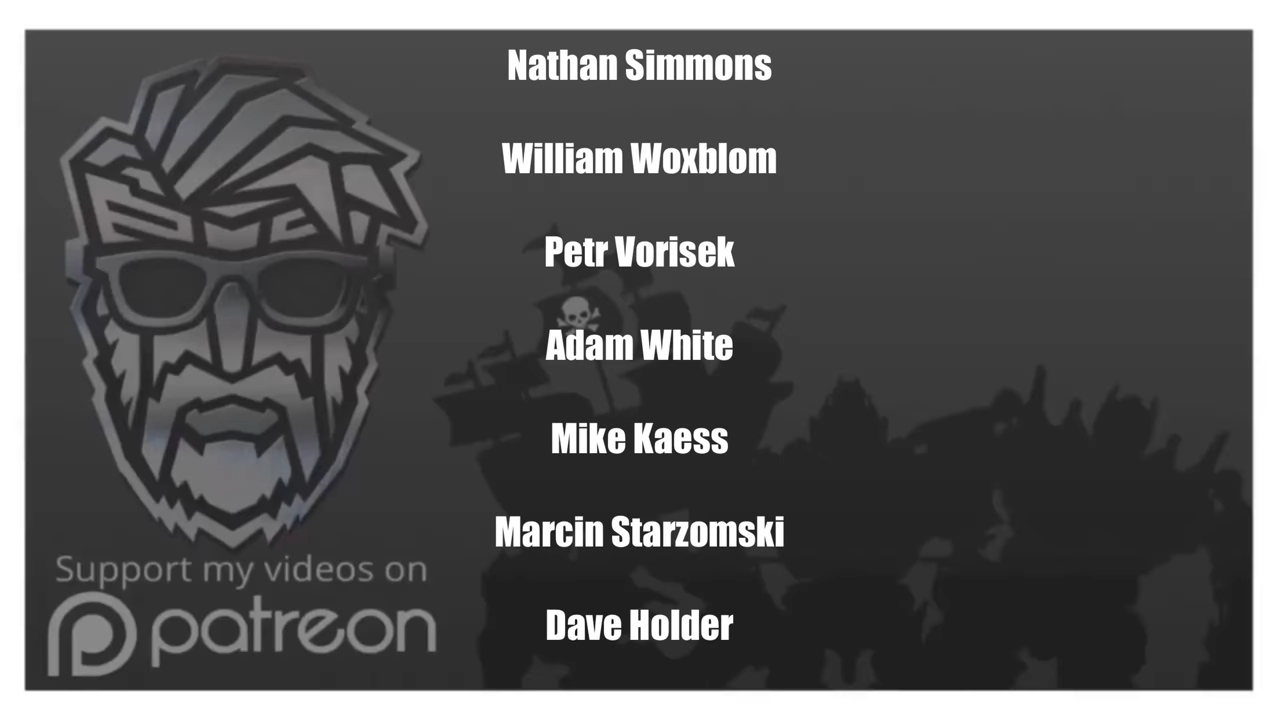 Nathan Simmons
William Woxblom
Petr Vorisek
Adam White
Mike Kaess
Marcin Starzomski
Dave Holder
Support my videos on
patreon